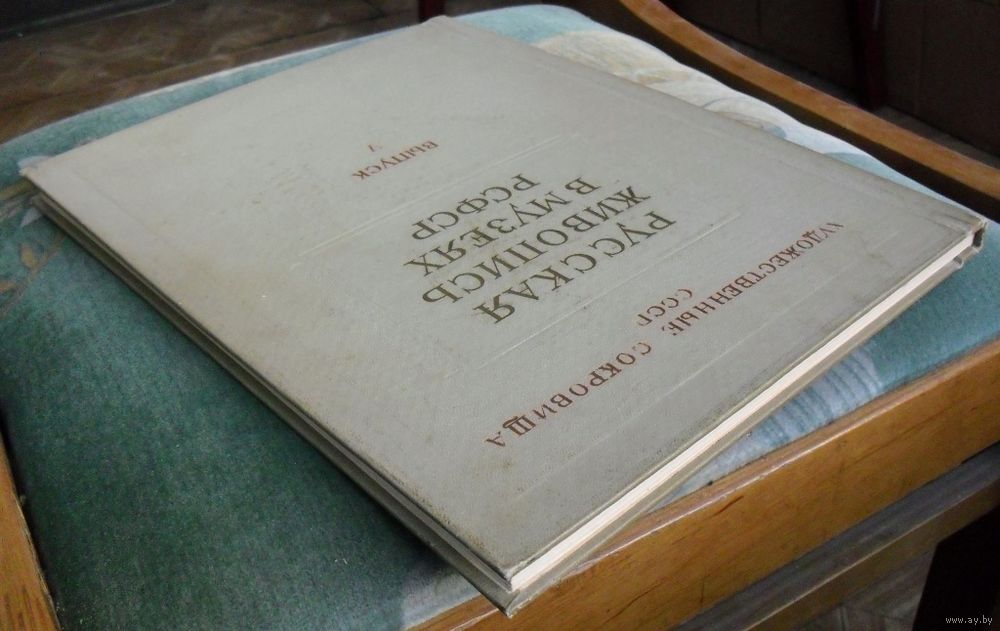 ХУДОЖЕСТВЕННЫЕ СОКРОВИЩА
СССР
РУССКАЯ
ЖИВОПИСЬ
В МУЗЕЯХ
РСФСР
ВЫПУСК
www.ay.by